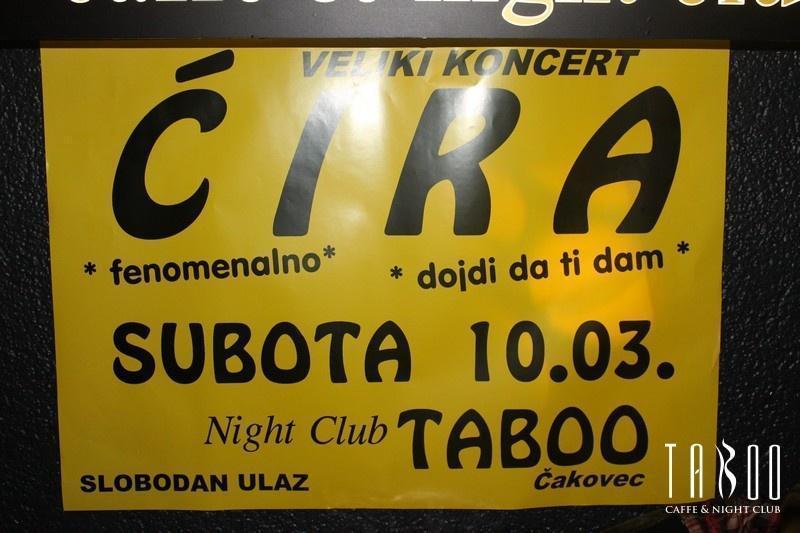 VELIKI KONCERT
ĆIRA
* fenomenalno* * dojdi da ti dam *
SUBOTA 10.03.
Night Club TABOO
SLOBODAN ULAZ Čakovec
TABOO
CAFFE & NIGHT CLUB